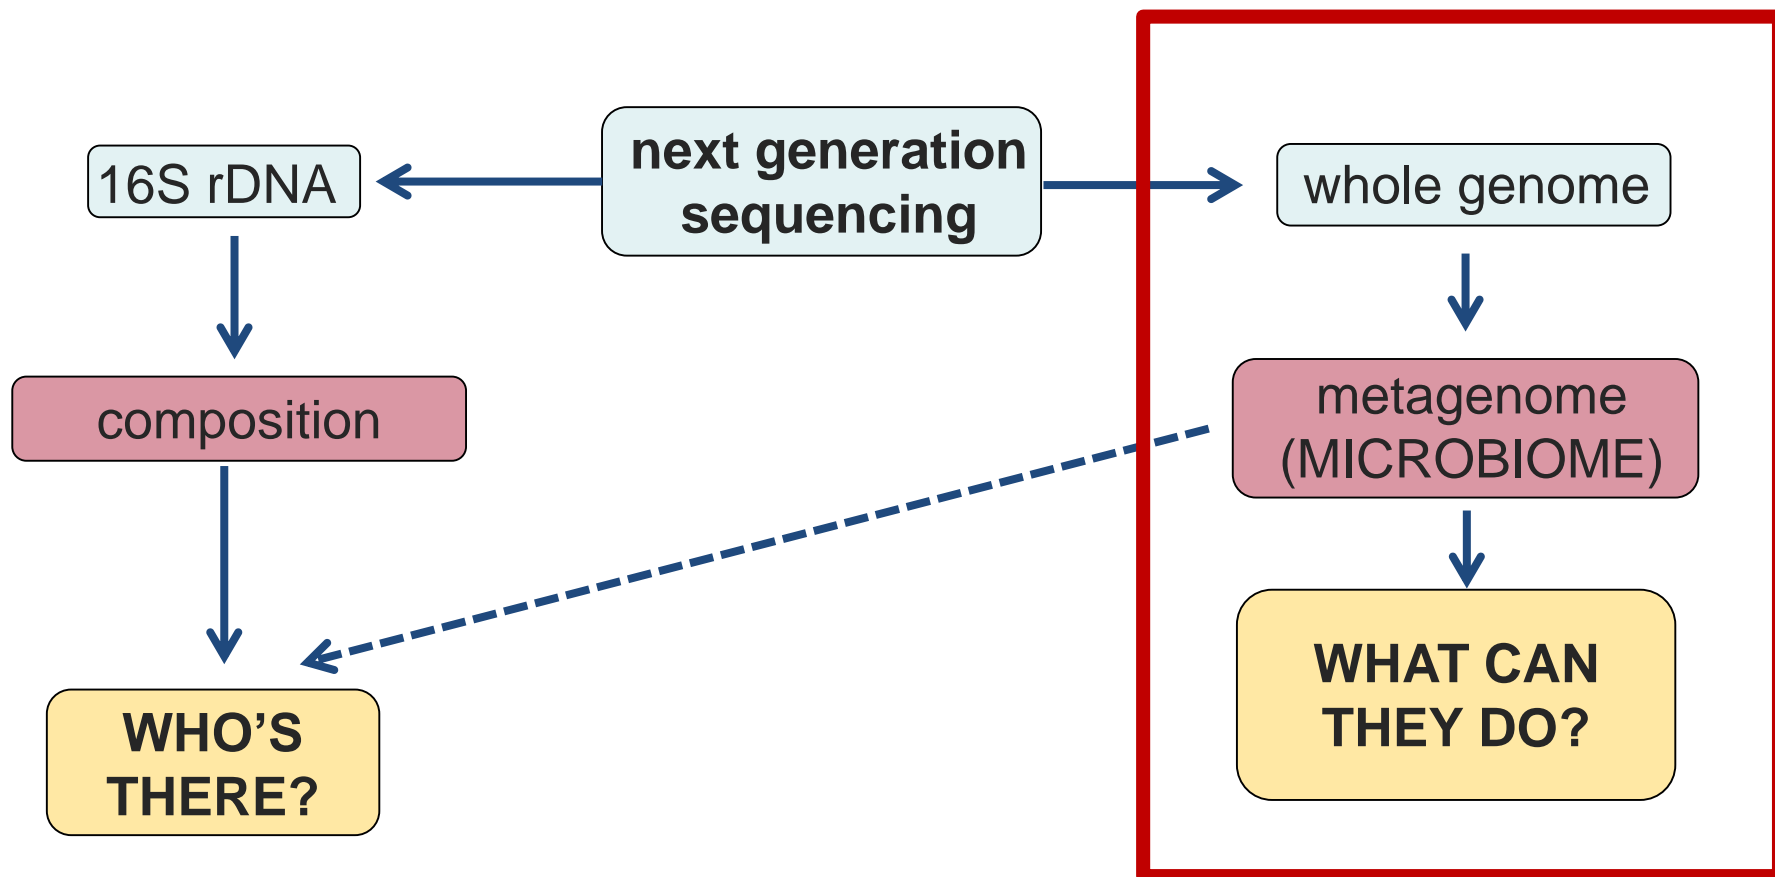 next generation
sequencing
16S rDNA
whole genome
composition
metagenome
(MICROBIOME)
WHO’S
THERE?
WHAT CAN
THEY DO?